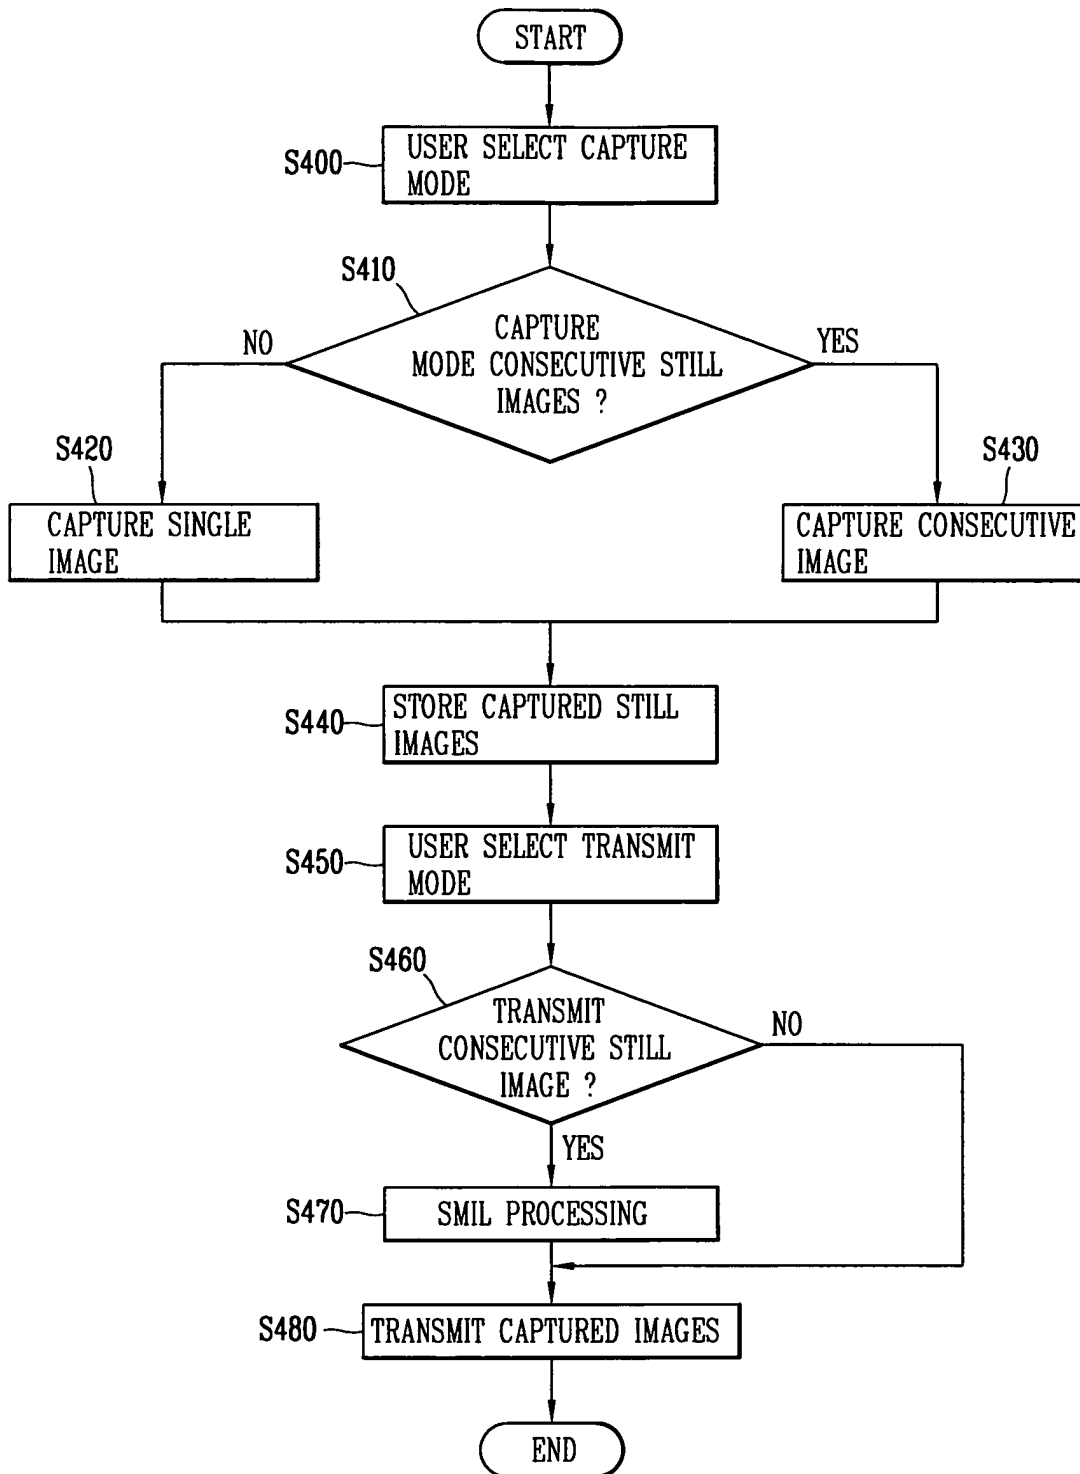 START
S400
USER SELECT CAPTURE
MODE
S410
CAPTURE
MODE CONSECUTIVE STILL
IMAGES ?
NO
YES
S420
CAPTURE SINGLE
IMAGE
S430
CAPTURE CONSECUTIVE
IMAGE
S440
STORE CAPTURED STILL
IMAGES
S450
USER SELECT TRANSMIT
MODE
S460
TRANSMIT
CONSECUTIVE STILL
IMAGE ?
NO
YES
S470
SMIL PROCESSING
S480
TRANSMIT CAPTURED IMAGES
END